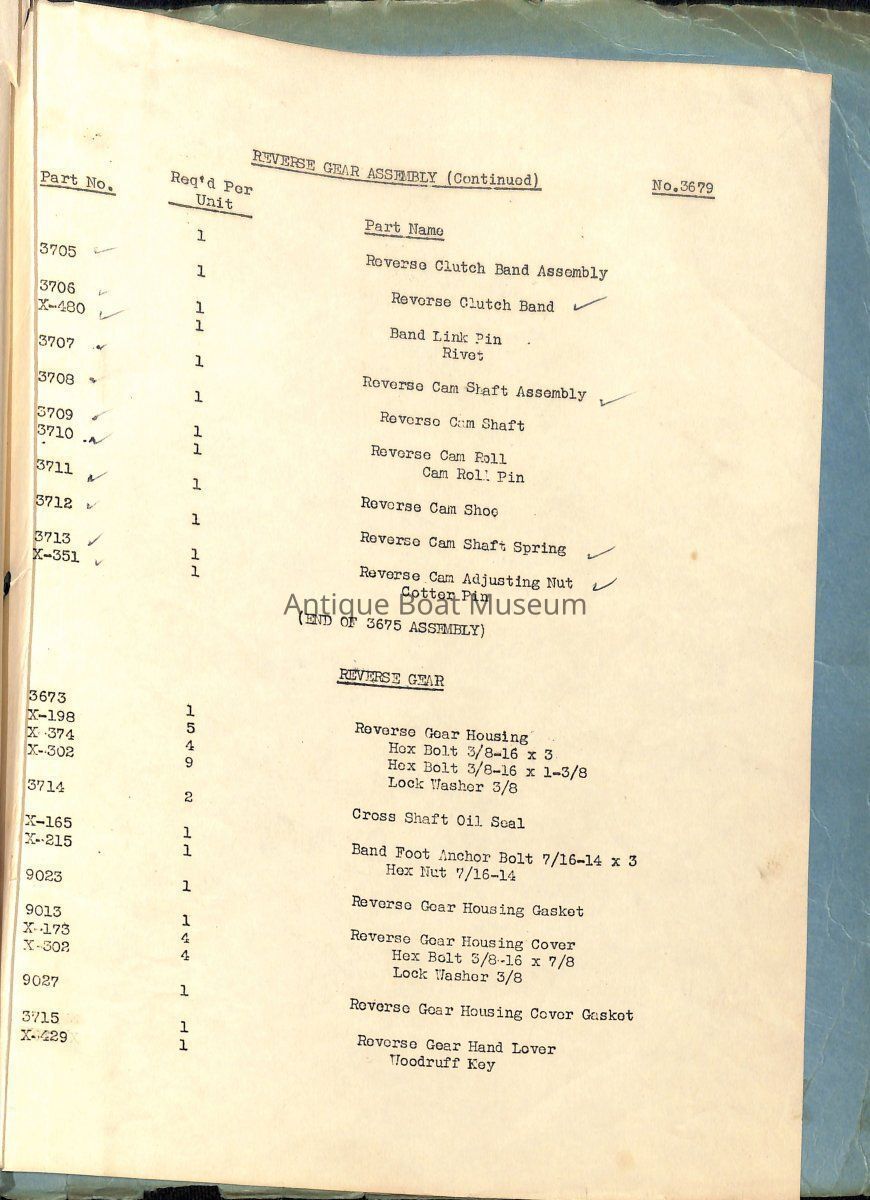 REVERSE GEAR ASSEMBLY (Continued) No.3679
Part No. Req'd Per Unit Part Name
1 Reverse Clutch Band Assembly
3705 1 Reverse Clutch Band
3706 1 Band Link Pin
X-480 1 Rivet
3707 1 Reverse Cam Shaft Assembly
3708 1 Reverse Cam Shaft
3709 1 Reverse Cam Roll
3710 1 Cam Roll Pin
3711 1 Reverse Cam Shoe
3712 1 Reverse Cam Shaft Spring
3713 1 Reverse Cam Adjusting Nut
X-351 1 Cotter Pin
Antique Boat Museum
(END OF 3675 ASSEMBLY)
REVERSE GEAR
3673 1 Reverse Gear Housing
X-198 5 Hex Bolt 3/8-16 x 3
X-374 4 Hex Bolt 3/8-16 x 1-3/8
X-302 9 Lock Washer 3/8
3714 2 Cross Shaft Oil Seal
X-165 1 Band Foot Anchor Bolt 7/16-14 x 3
X-215 1 Hex Nut 7/16-14
9023 1 Reverse Gear Housing Gasket
9013 1 Reverse Gear Housing Cover
X-173 4 Hex Bolt 3/8-16 x 7/8
X-302 4 Lock Washer 3/8
9027 1 Reverse Gear Housing Cover Gasket
3715 1 Reverse Gear Hand Lever
X-429 1 Woodruff Key